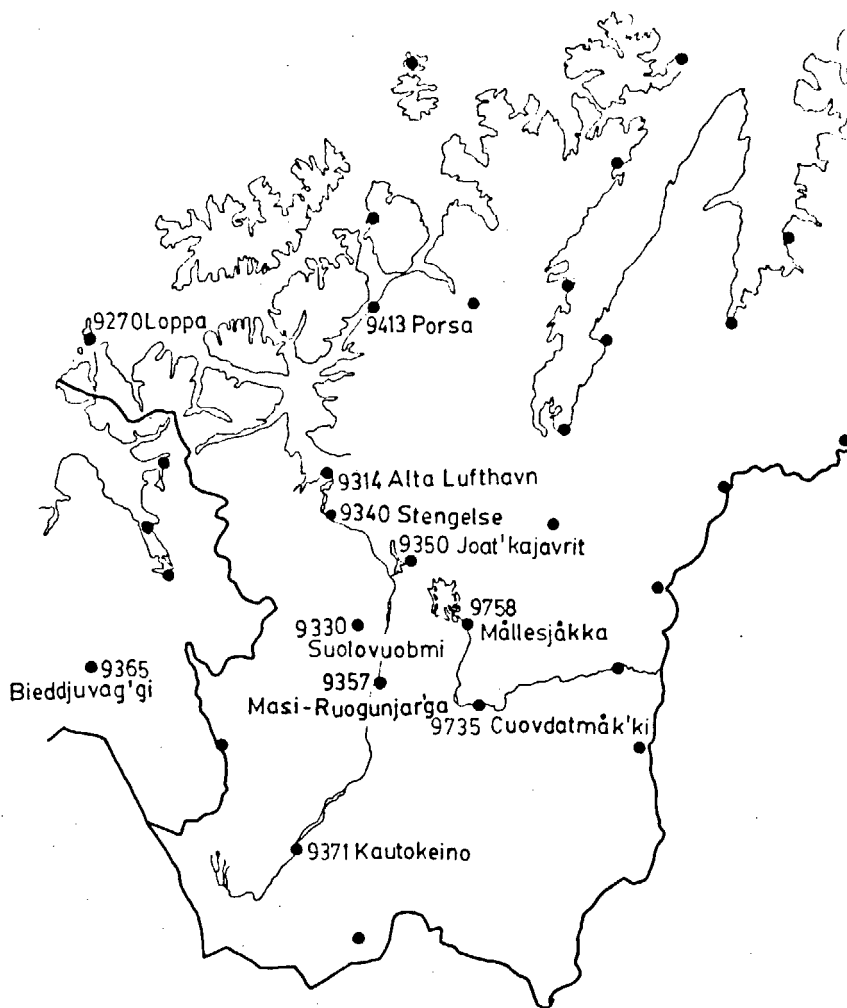 9270 Loppa
9413 Porsa
9314 Alta Lufthavn
9340 Stengelse
9350 Joat'kajavrit
9758
Mållesjåkka
9330
Suolovuobmi
9365
Bieddjuvag'gi
9357
Masi-Ruogunjar'ga
9735 Cuovdatmåk'ki
9371 Kautokeino